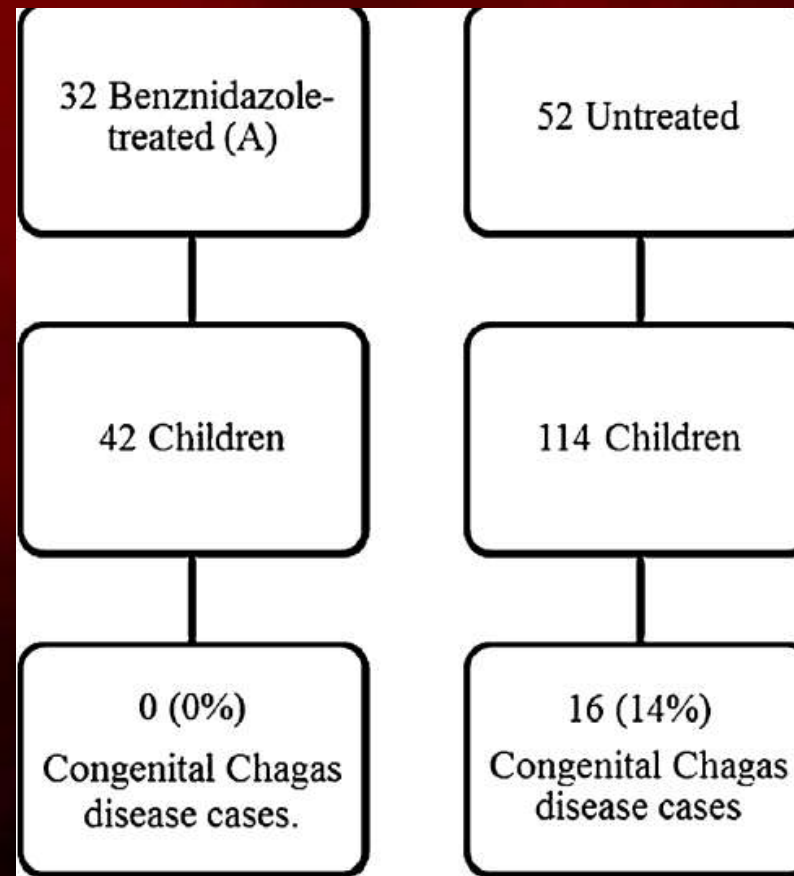 32 Benznidazole-
treated (A)
42 Children
0 (0%)
Congenital Chagas
disease cases.
52 Untreated
114 Children
16 (14%)
Congenital Chagas
disease cases